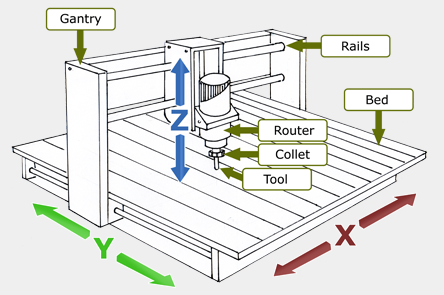 Gantry
Rails
Bed
Z
Router
Collet
Tool
Y
X